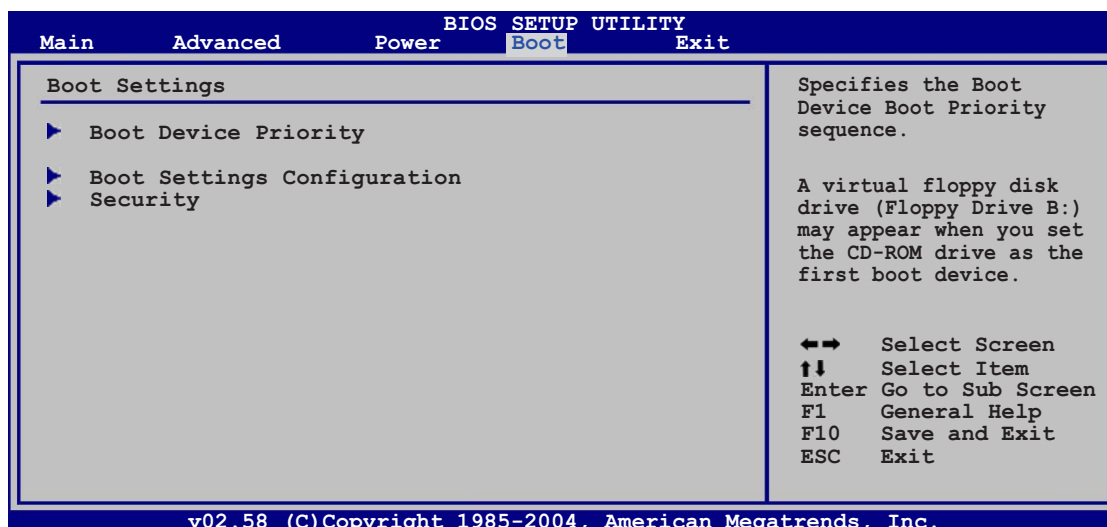 BIOS SETUP UTILITY
Main Advanced Power Boot Exit
Boot Settings
Boot Device Priority
Boot Settings Configuration
Security
Specifies the Boot
Device Boot Priority
sequence.
A virtual floppy disk
drive (Floppy Drive B:)
may appear when you set
the CD-ROM drive as the
first boot device.
←→ Select Screen
↑↓ Select Item
Enter Go to Sub Screen
F1 General Help
F10 Save and Exit
ESC Exit
v02.58 (C)Copyright 1985-2004, American Megatrends, Inc.